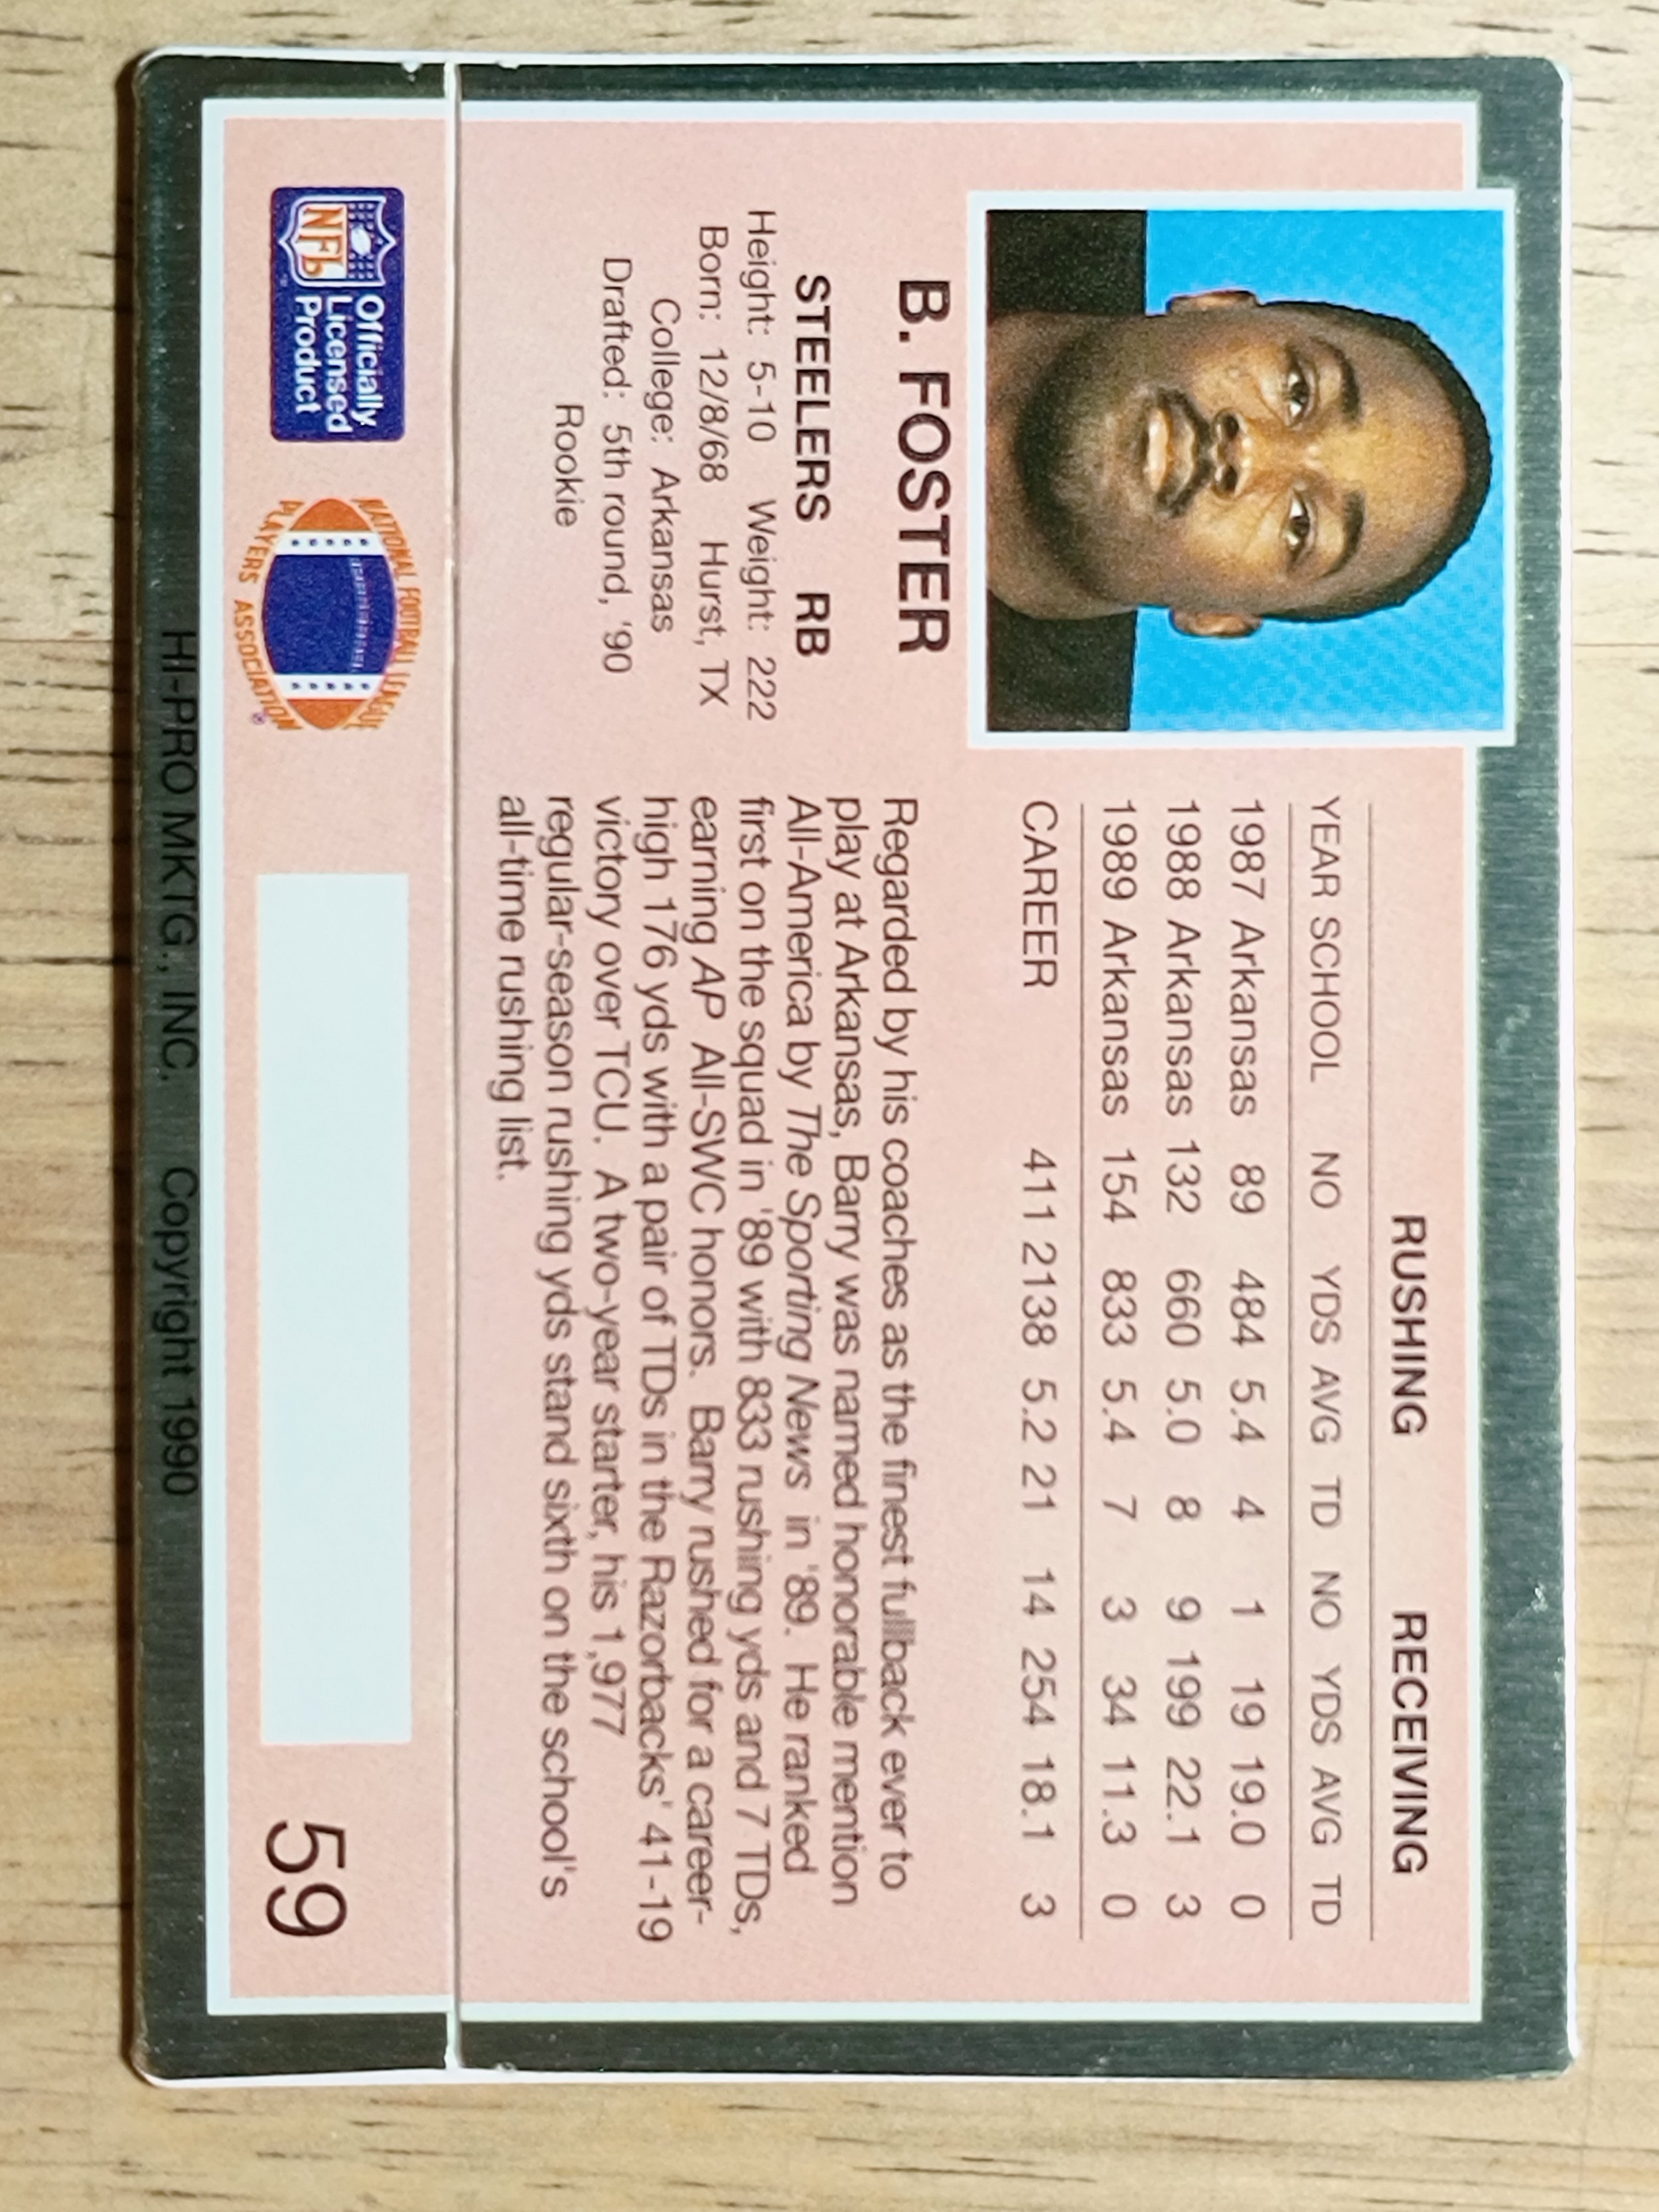 RUSHING RECEIVING
YEAR SCHOOL NO YDS AVG TD NO YDS AVG TD
1987 Arkansas 89 484 5.4 4 1 19 19.0 0
1988 Arkansas 132 660 5.0 8 9 199 22.1 3
1989 Arkansas 154 833 5.4 7 3 34 11.3 0
CAREER 411 2138 5.2 21 14 254 18.1 3
B. FOSTER
STEELERS RB
Height: 5-10 Weight: 222
Born: 12/8/68 Hurst, TX
College: Arkansas
Drafted: 5th round, '90
Rookie
Regarded by his coaches as the finest fullback ever to
play at Arkansas, Barry was named honorable mention
All-America by The Sporting News in '89. He ranked
first on the squad in '89 with 833 rushing yds and 7 TDs,
earning AP All-SWC honors. Barry rushed for a career-
high 176 yds with a pair of TDs in the Razorbacks' 41-19
victory over TCU. A two-year starter, his 1,977
regular-season rushing yds stand sixth on the school's
all-time rushing list.
NFL
Officially
Licensed
Product
NATIONAL FOOTBALL LEAGUE
PLAYERS ASSOCIATION
59
HI-PRO MKTG., INC. Copyright 1990